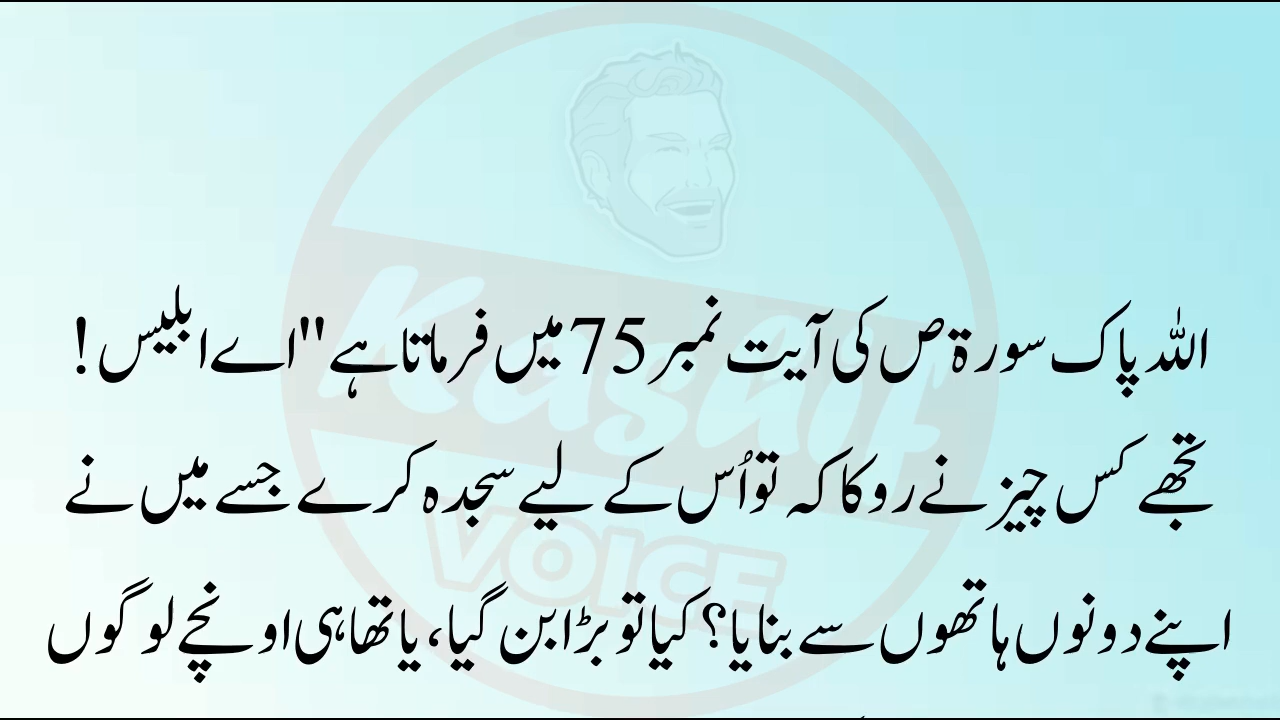 Kasaif
VOICE
اللہ پاک سورۃ ص کی آیت نمبر 75 میں فرماتا ہے "اے ابلیس!
تجھے کس چیز نے روکا کہ تو اُس کے لیے سجدہ کرے جسے میں نے
اپنے دونوں ہاتھوں سے بنایا؟ کیا تو بڑا بن گیا، یا تھا ہی اونچے لوگوں